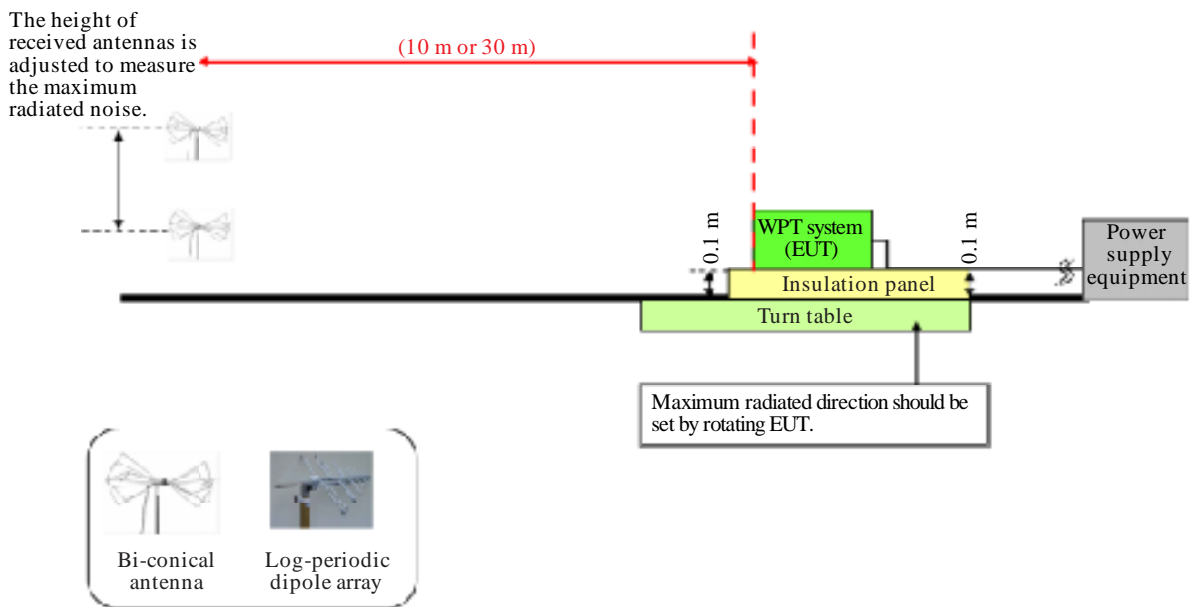 The height of
received antennas is
adjusted to measure
the maximum
radiated noise.
(10 m or 30 m)
0.1 m
WPT system
(EUT)
0.1 m
Power
supply
equipment
Insulation panel
Turn table
Maximum radiated direction should be
set by rotating EUT.
Bi-conical
antenna
Log-periodic
dipole array